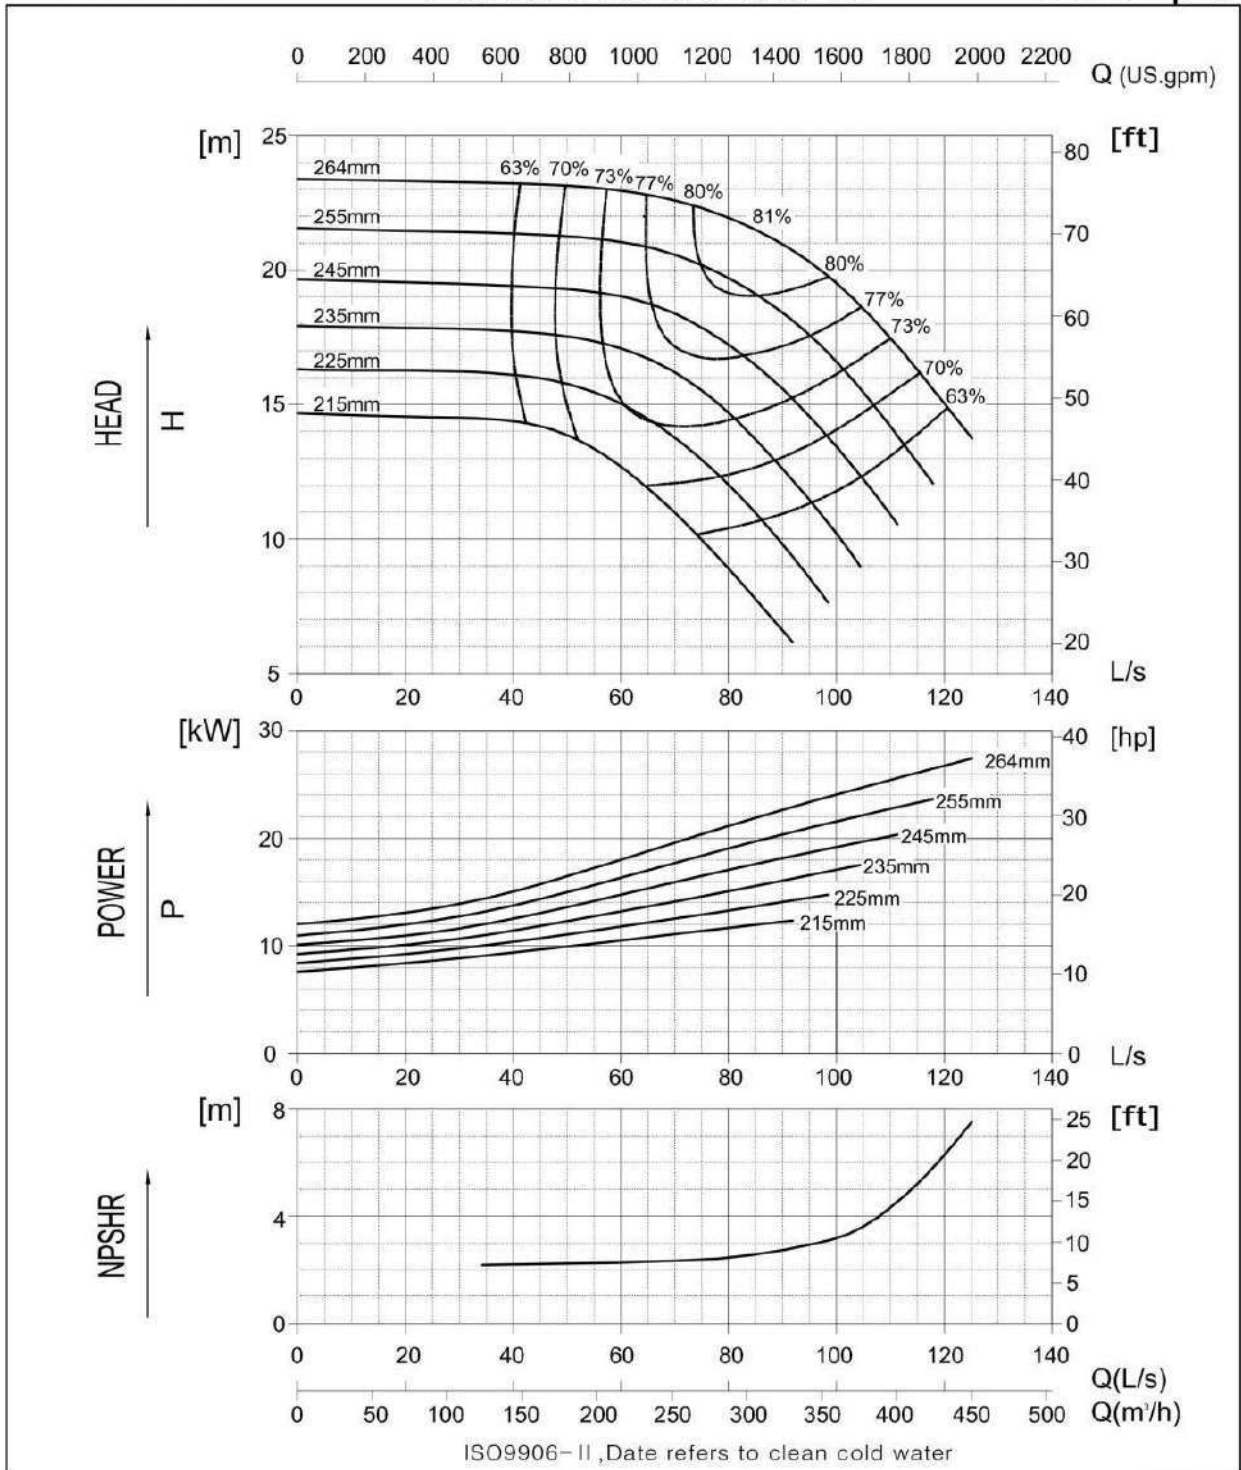 0 200 400 600 800 1000 1200 1400 1600 1800 2000 2200
Q (US.gpm)
[m] 25 80 [ft]
264mm 63% 70% 73% 77% 80% 81%
255mm 70
245mm 20 80%
77%
235mm 60
73%
225mm 70%
63%
215mm 15 50
HEAD H
40
10
30
20
5 L/s
0 20 40 60 80 100 120 140
[kW] 30 40 [hp]
264mm
255mm
30
245mm
20
235mm
225mm 20
215mm
POWER P
10 10
0 0 L/s
0 20 40 60 80 100 120 140
[m] 8 25 [ft]
20
15
4
10
NPSHR
5
0 0
0 20 40 60 80 100 120 140
Q(L/s)
0 50 100 150 200 250 300 350 400 450 500 Q(m³/h)
ISO9906-II ,Date refers to clean cold water